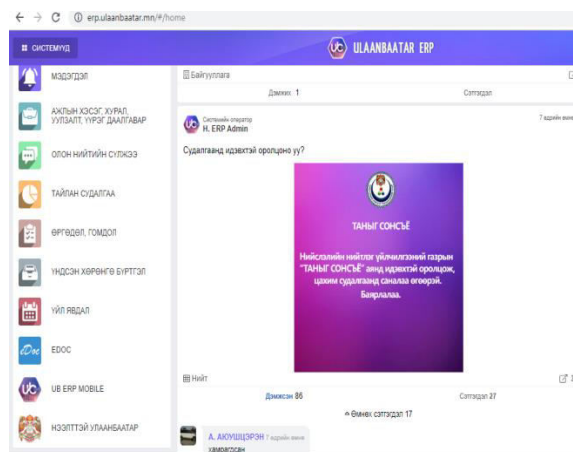 erp.ulaanbaatar.mn/#/home
СИСТЕМҮҮД
ULAANBAATAR ERP
МЭДЭГДЭЛ
АЖЛЫН ХЭСЭГ, ХУРАЛ,
УУЛЗАЛТ, ҮҮРЭГ ДААЛГАВАР
ОЛОН НИЙТИЙН СҮЛЖЭЭ
ТАЙЛАН СУДАЛГАА
ӨРГӨДӨЛ, ГОМДОЛ
ҮНДСЭН ХӨРӨНГӨ БҮРТГЭЛ
ҮЙЛ ЯВДАЛ
eDoc
EDOC
UB ERP MOBILE
НЭЭЛТТЭЙ УЛААНБААТАР
Байгууллага
Дэмжих 1
Сэтгэгдэл
Системийн оператор
7 өдрийн өмнө
H. ERP Admin
Судалгаанд идэвхтэй оролцоно уу?
ТАНЫГ СОНСЪЁ
Нийслэлийн нийтлэг үйлчилгээний газрын
"ТАНЫГ СОНСЪЁ" аянд идэвхтэй оролцож,
цахим судалгаанд саналаа өгөөрэй.
Баярлалаа.
Нийт
Дэмжсэн 86
Сэтгэгдэл 27
Өмнөх сэтгэгдэл 17
А. АЮУШЦЭРЭН 7 өдрийн өмнө
хамрагдсан